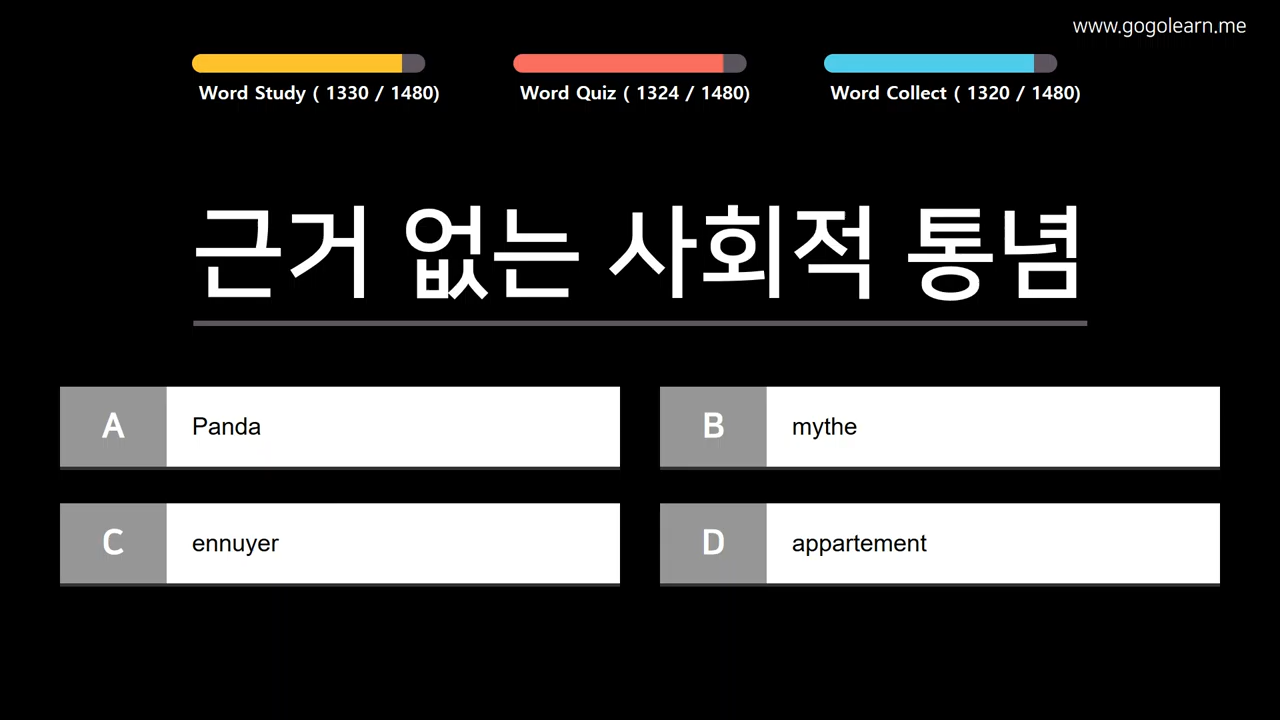 www.gogolearn.me
Word Study ( 1330 / 1480)
Word Quiz ( 1324 / 1480)
Word Collect ( 1320 / 1480)
근거 없는 사회적 통념
A Panda
B mythe
C ennuyer
D appartement